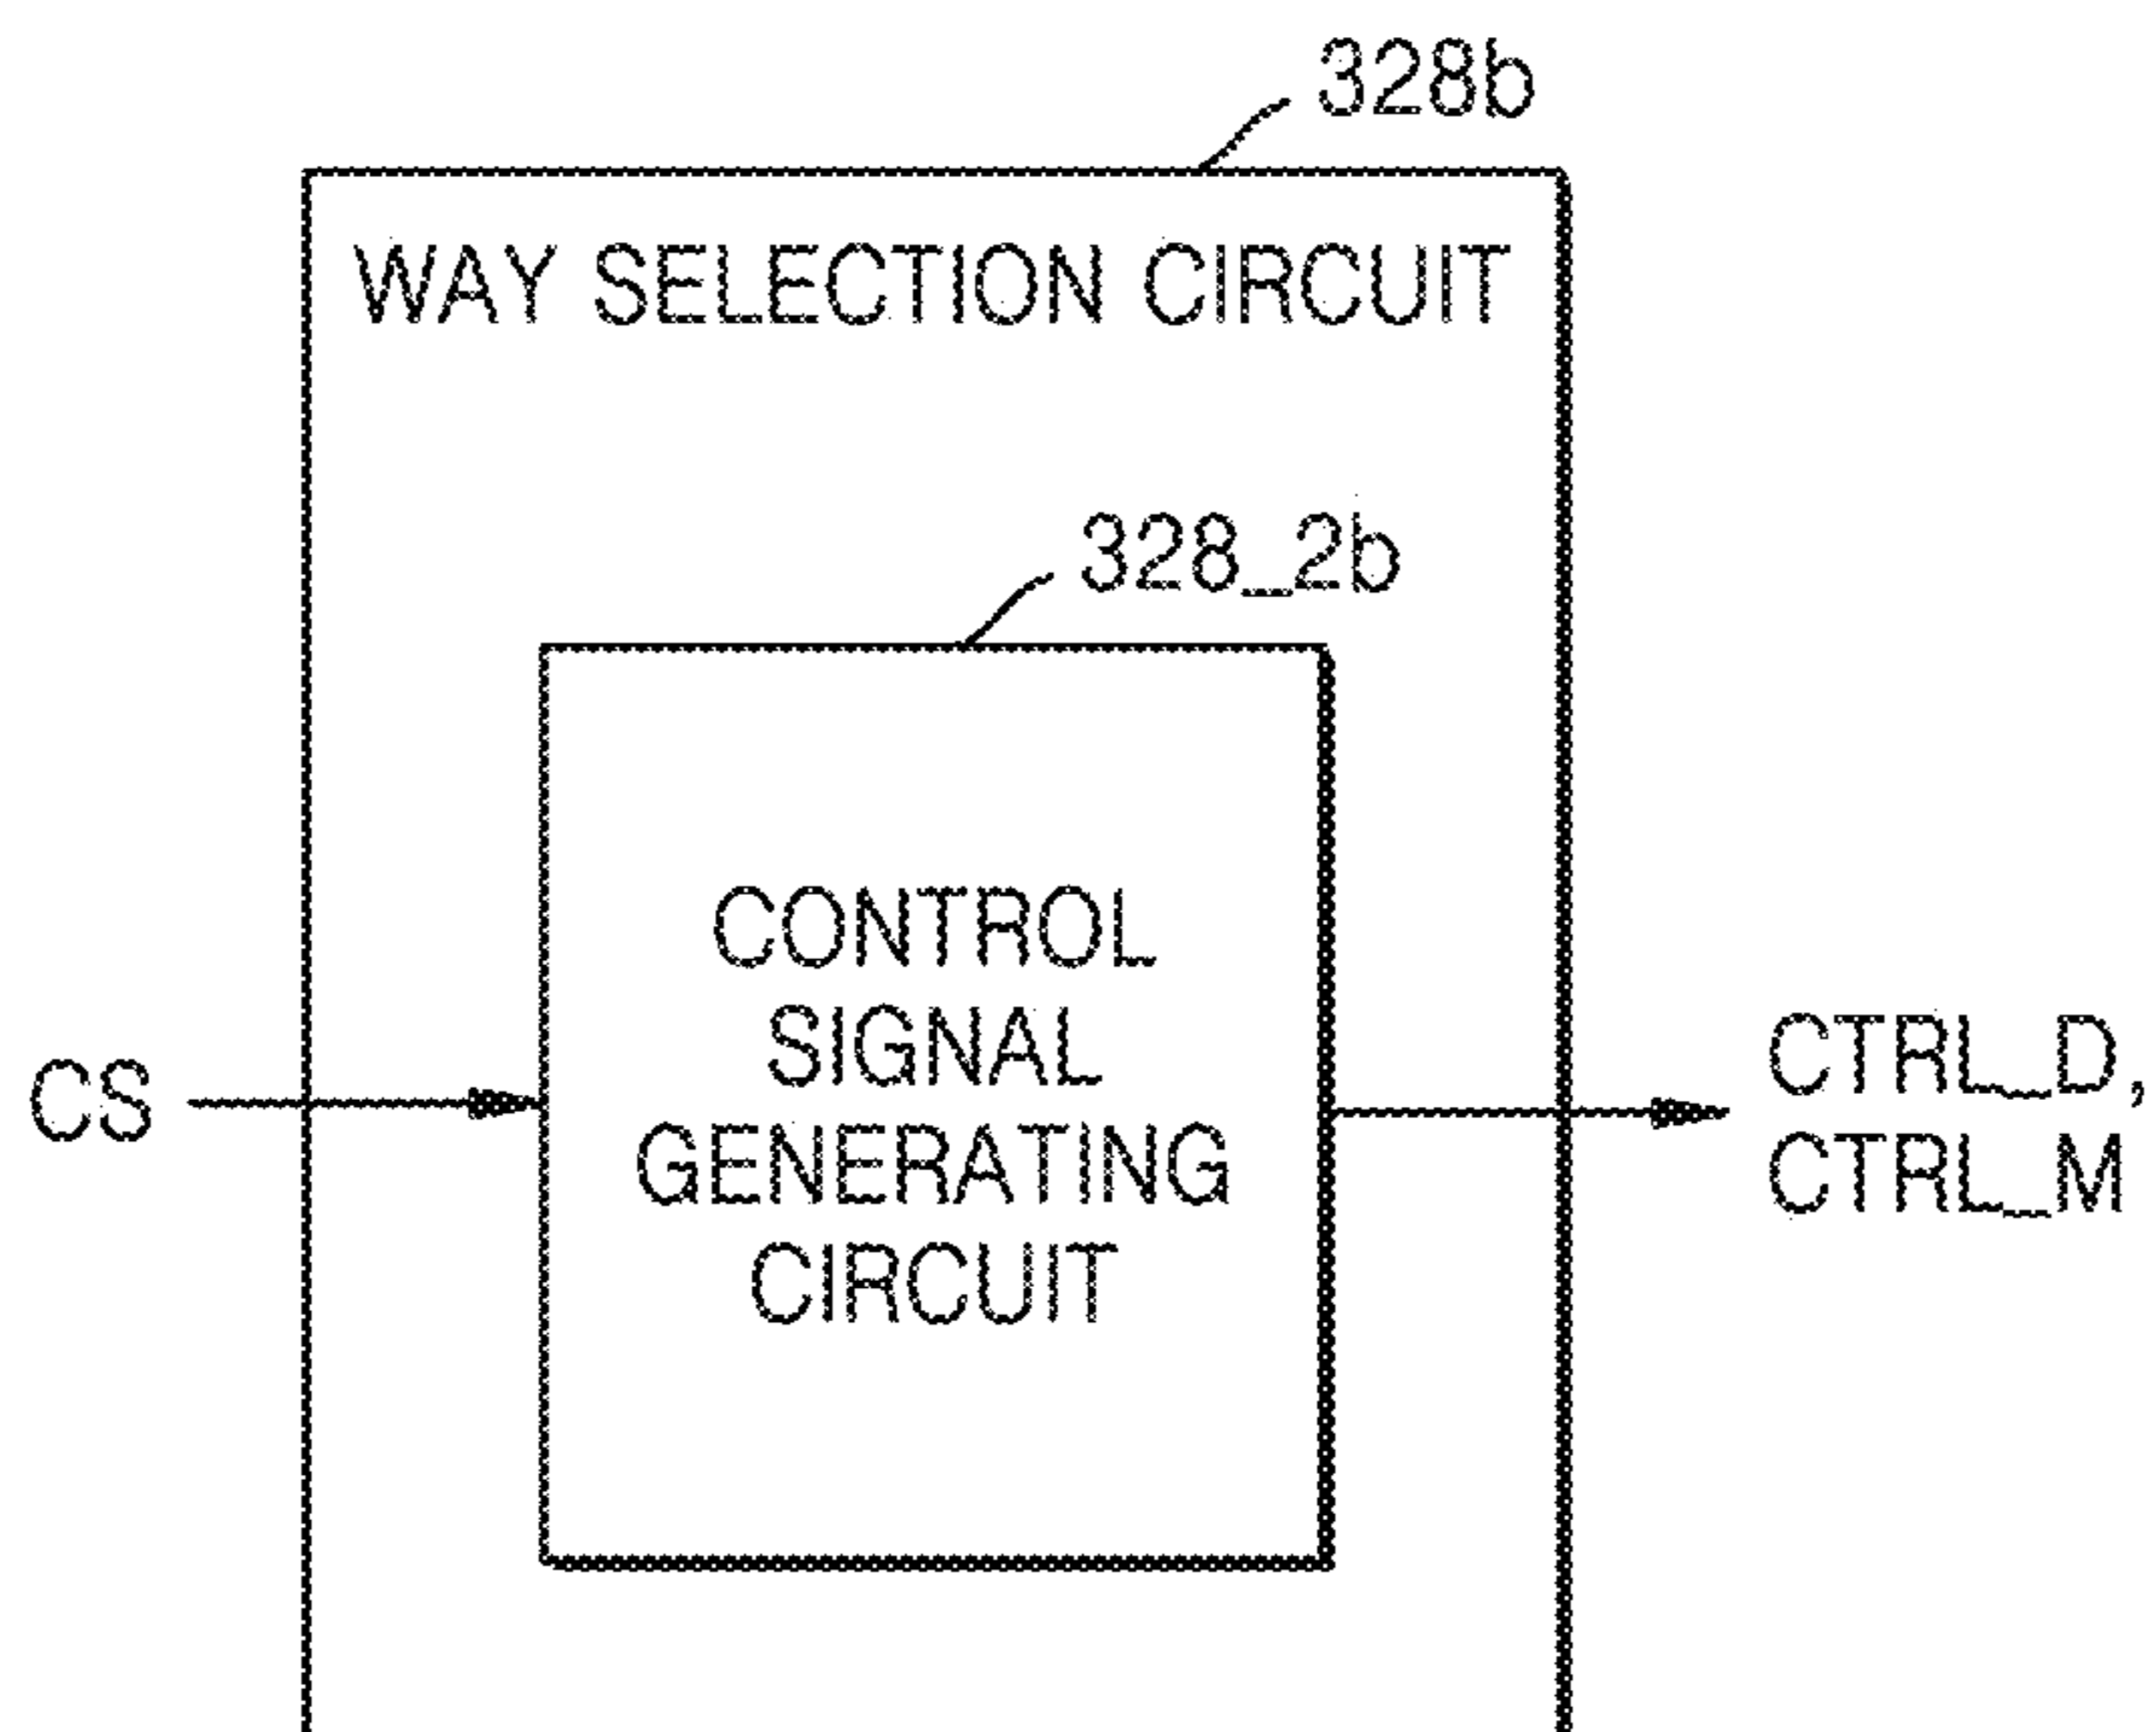 328b
WAY SELECTION CIRCUIT
328_2b
CONTROL
SIGNAL
GENERATING
CIRCUIT
CS
CTRL_D,
CTRL_M